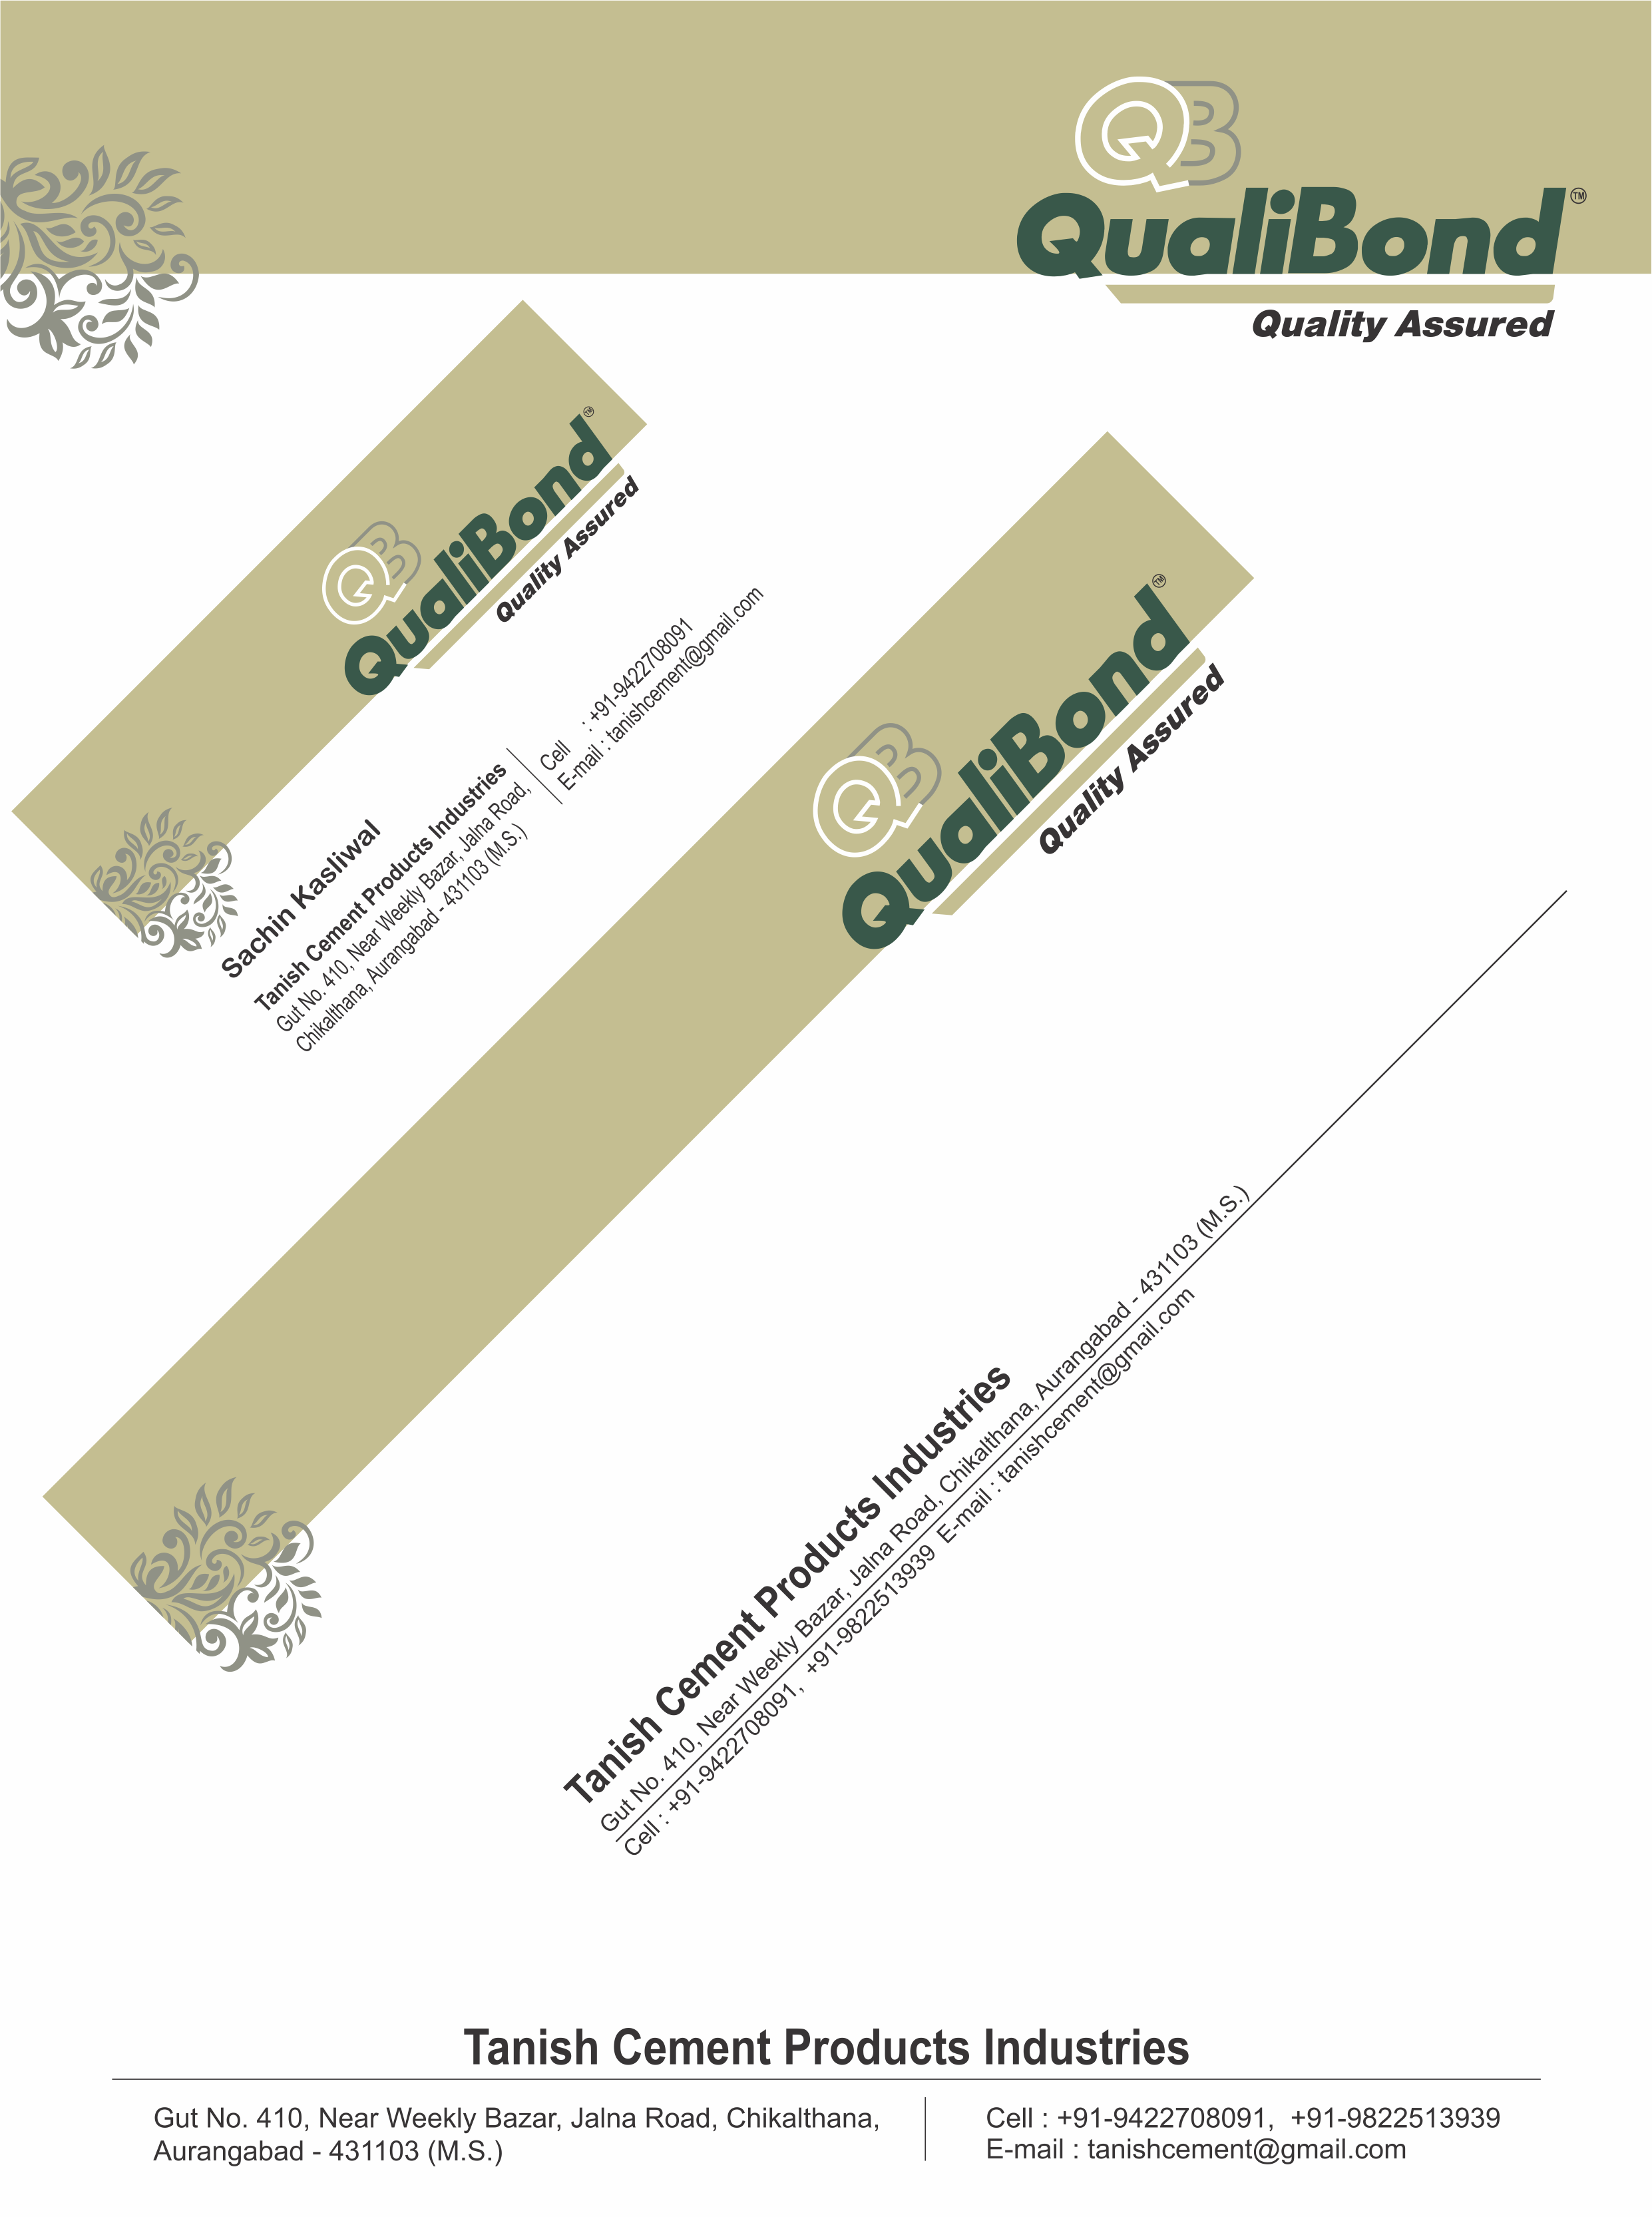 QB
QualiBond™
Quality Assured
QB
QualiBond™
Quality Assured
Sachin Kasliwal
Tanish Cement Products Industries
Gut No. 410, Near Weekly Bazar, Jalna Road,
Chikalthana, Aurangabad - 431103 (M.S.)
Cell : +91-9422708091
E-mail : tanishcement@gmail.com
QB
QualiBond™
Quality Assured
Tanish Cement Products Industries
Gut No. 410, Near Weekly Bazar, Jalna Road, Chikalthana, Aurangabad - 431103 (M.S.)
Cell : +91-9422708091, +91-9822513939 E-mail : tanishcement@gmail.com
Tanish Cement Products Industries
Gut No. 410, Near Weekly Bazar, Jalna Road, Chikalthana,
Aurangabad - 431103 (M.S.)
Cell : +91-9422708091, +91-9822513939
E-mail : tanishcement@gmail.com